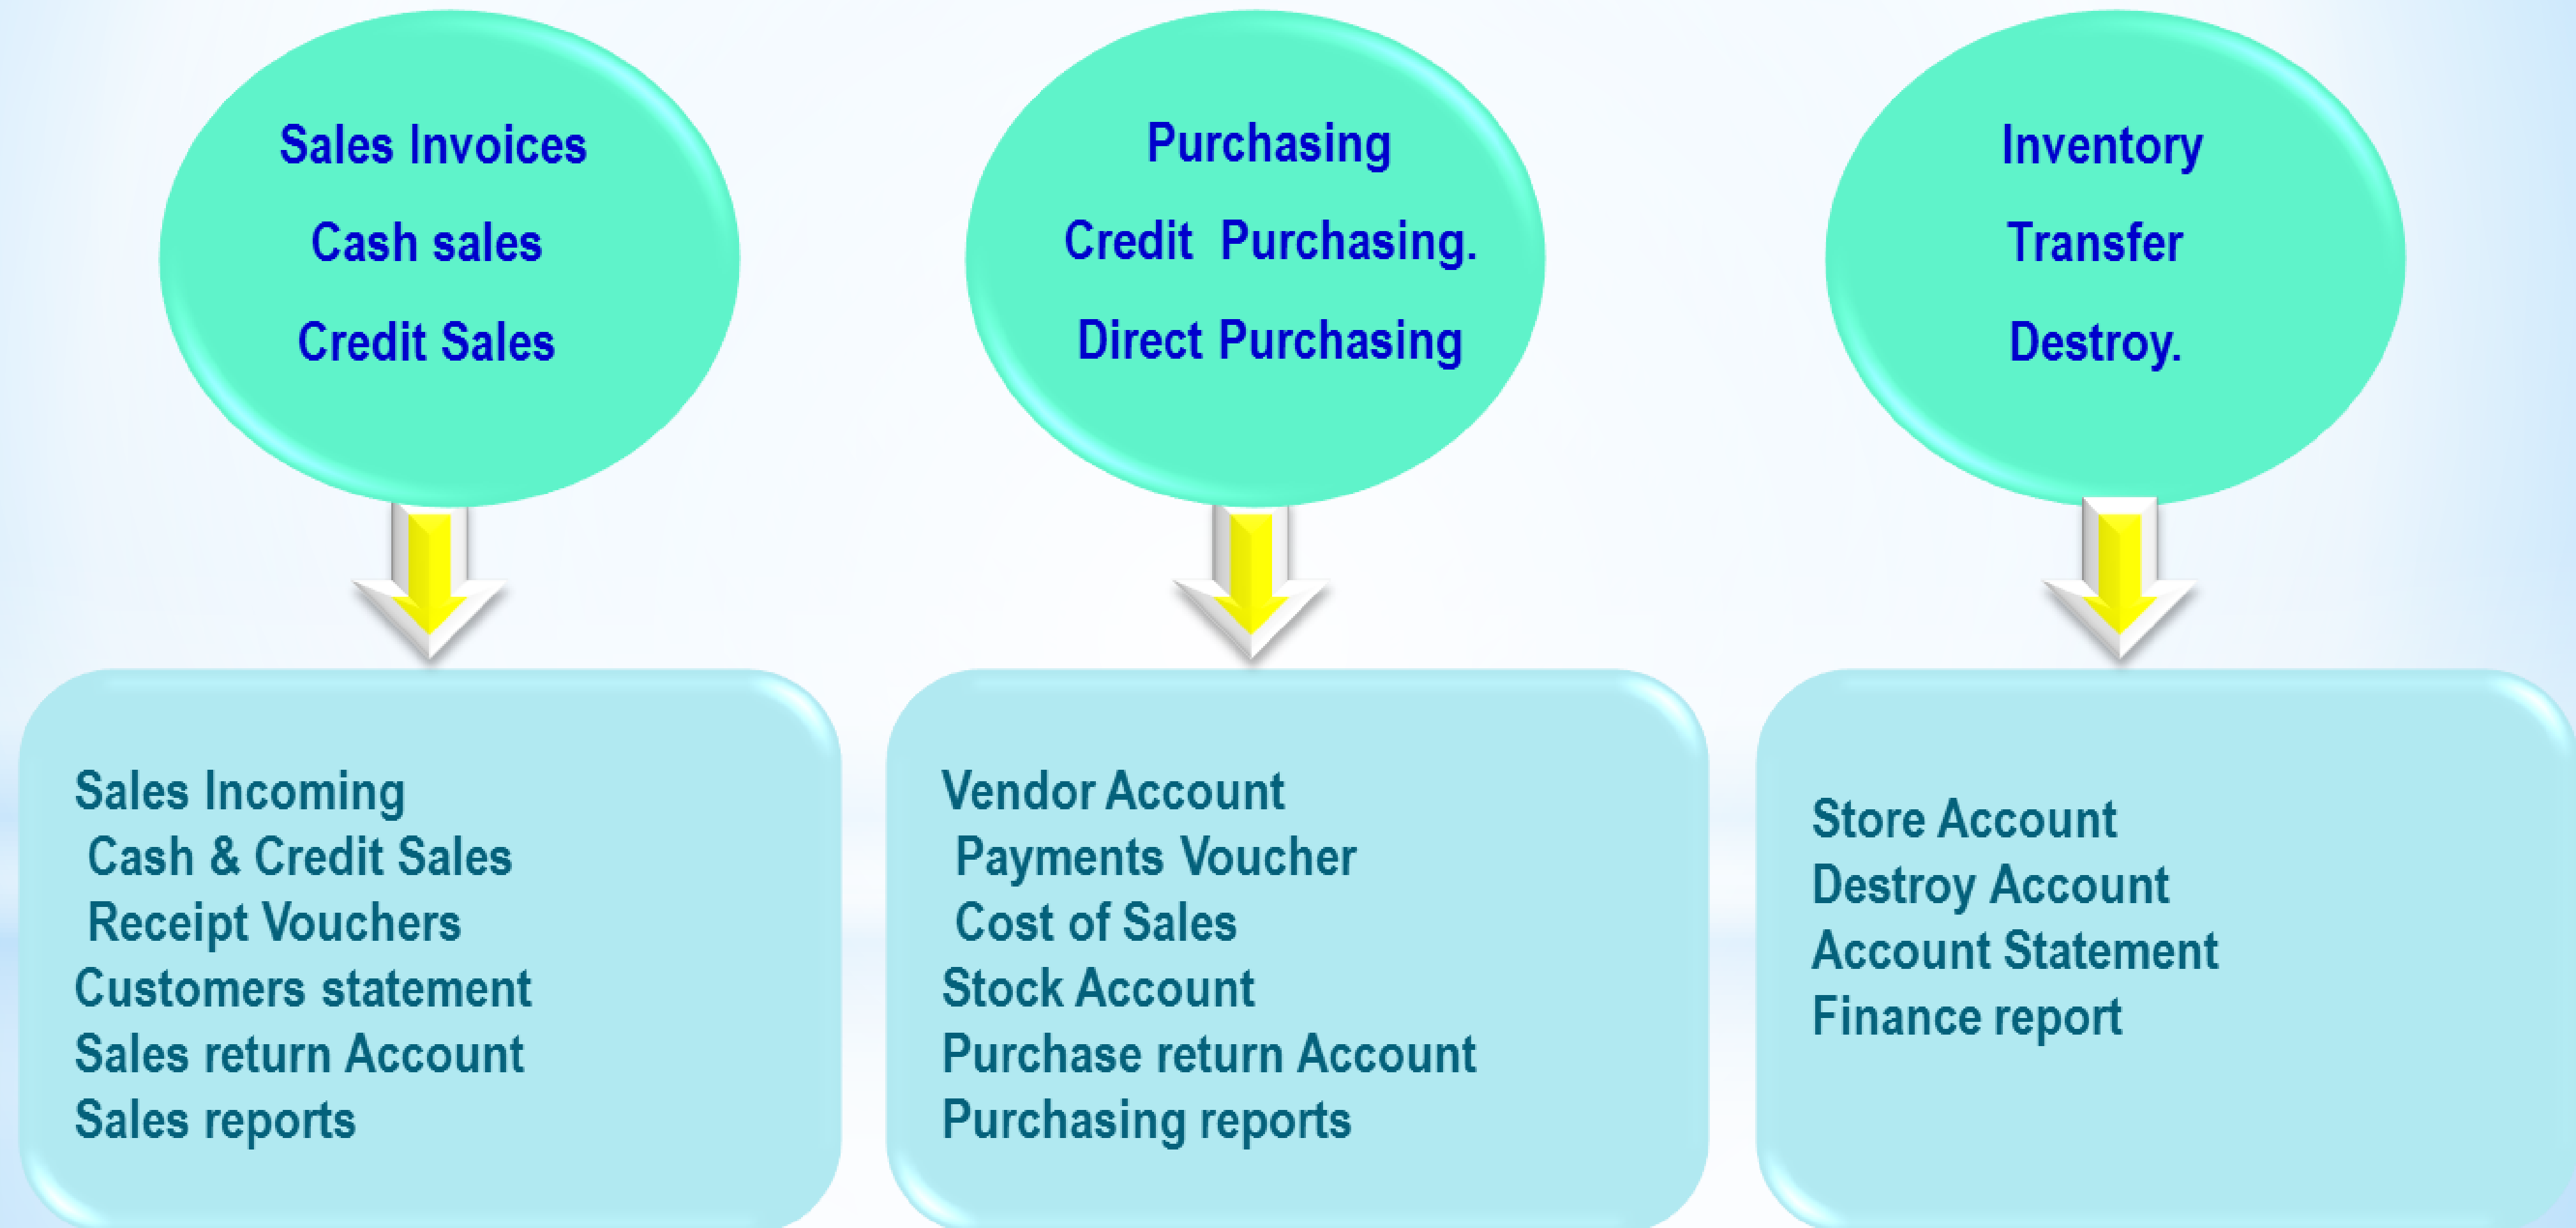 Sales Invoices
Cash sales
Credit Sales
Purchasing
Credit  Purchasing.
Direct Purchasing
Inventory
Transfer
Destroy.
Sales Incoming
Cash & Credit Sales
Receipt Vouchers
Customers statement
Sales return Account
Sales reports
Vendor Account
Payments Voucher
Cost of Sales
Stock Account
Purchase return Account
Purchasing reports
Store Account
Destroy Account
Account Statement
Finance report